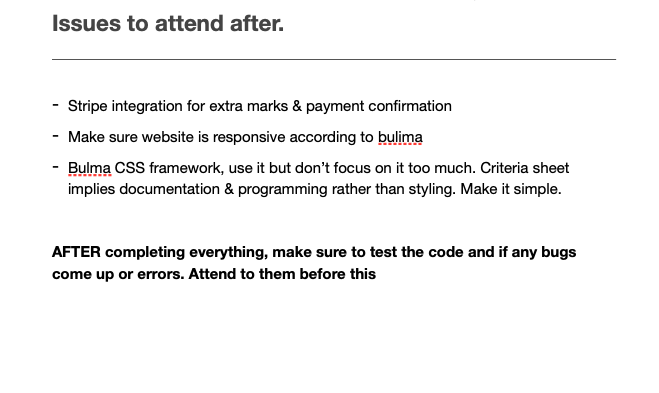 Issues to attend after.
- Stripe integration for extra marks & payment confirmation
- Make sure website is responsive according to bulima
- Bulma CSS framework, use it but don’t focus on it too much. Criteria sheet
implies documentation & programming rather than styling. Make it simple.
AFTER completing everything, make sure to test the code and if any bugs
come up or errors. Attend to them before this